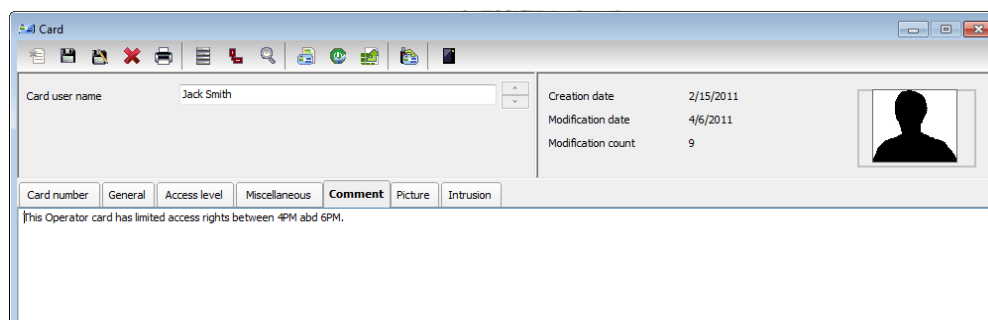 Card
Card user name
Jack Smith
Creation date 2/15/2011
Modification date 4/6/2011
Modification count 9
Card number General Access level Miscellaneous Comment Picture Intrusion
This Operator card has limited access rights between 4PM abd 6PM.